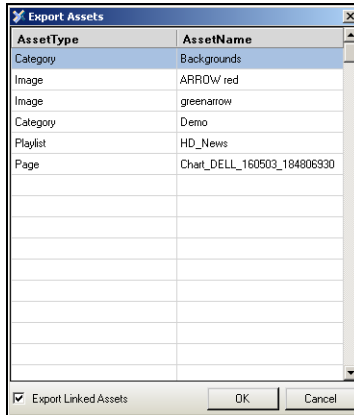 Export Assets
AssetType AssetName
Category Backgrounds
Image ARROW red
Image greenarrow
Category Demo
Playlist HD_News
Page Chart_DELL_160503_184806930
Export Linked Assets OK Cancel